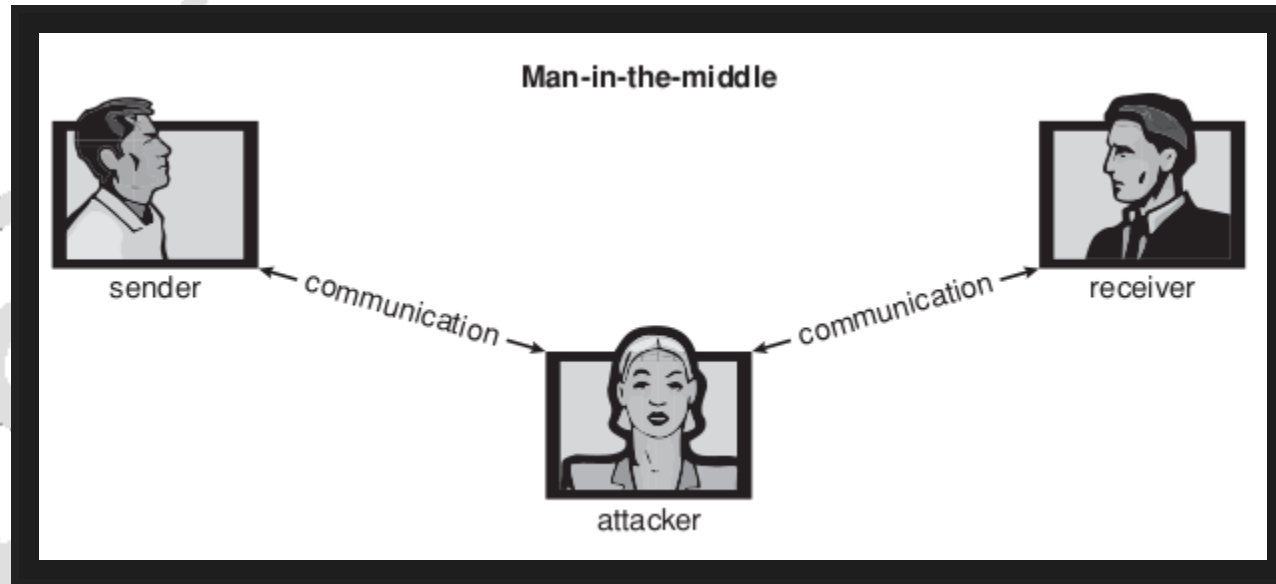 Man-in-the-middle
sender
communication
communication
receiver
attacker